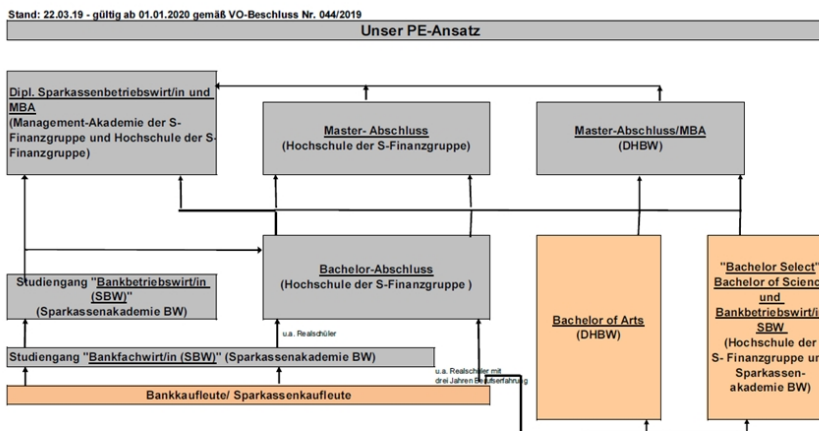 Stand: 22.03.19 - gültig ab 01.01.2020 gemäß VO-Beschluss Nr. 044/2019
Unser PE-Ansatz
Dipl. Sparkassenbetriebswirt/in und
MBA
(Management-Akademie der S-
Finanzgruppe und Hochschule der S-
Finanzgruppe)
Master- Abschluss
(Hochschule der S-Finanzgruppe)
Master-Abschluss/MBA
(DHBW)
Studiengang "Bankbetriebswirt/in
(SBW)"
(Sparkassenakademie BW)
Bachelor-Abschluss
(Hochschule der S-Finanzgruppe )
Bachelor of Arts
(DHBW)
"Bachelor Select"
Bachelor of Scienc
und
Bankbetriebswirt/i
SBW
(Hochschule der
S- Finanzgruppe un
Sparkassen-
akademie BW)
u.a. Realschüler
Studiengang "Bankfachwirt/in (SBW)" (Sparkassenakademie BW)
u.a. Realschüler mit
drei Jahren Berufserfahrung
Bankkaufleute/ Sparkassenkaufleute